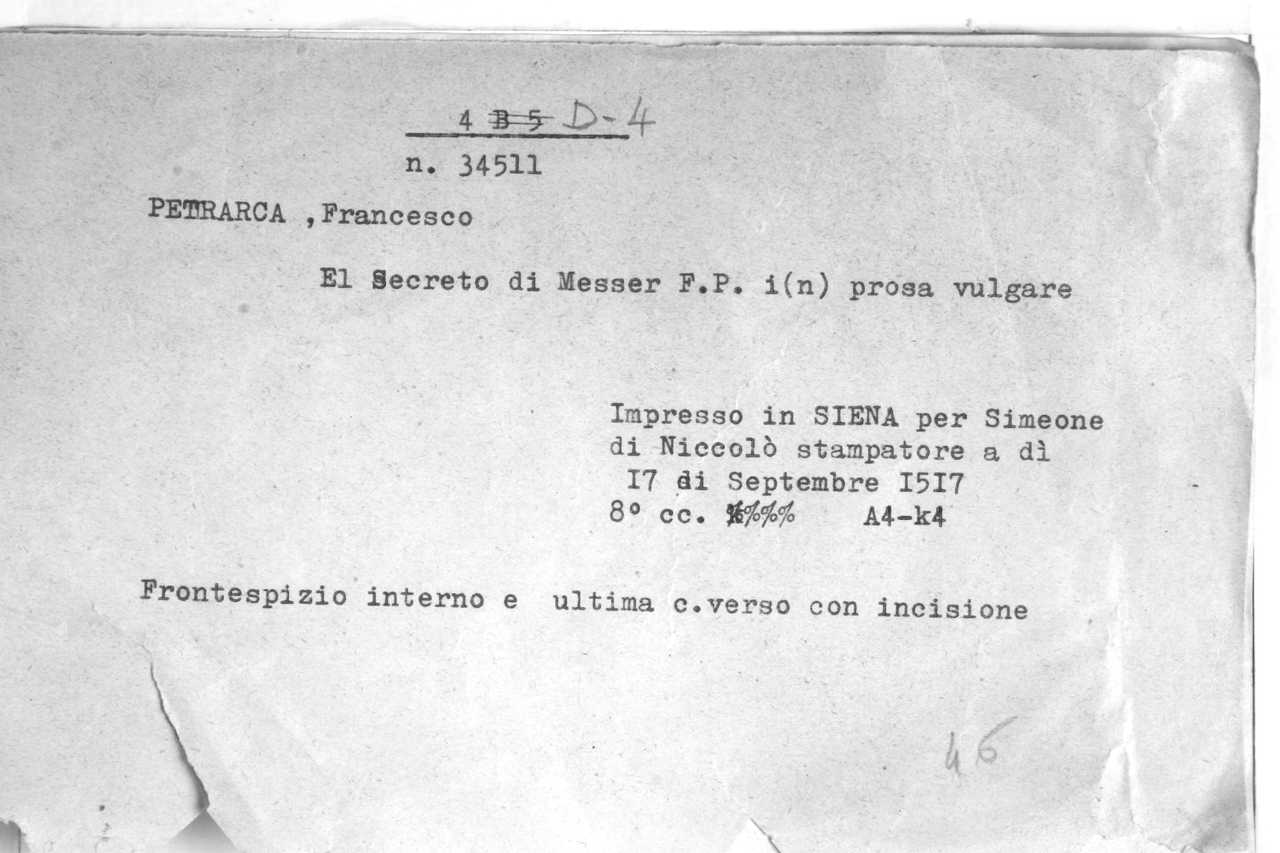 4 B 5 D-4
n. 34511
PETRARCA ,Francesco
El Secreto di Messer F.P. i(n) prosa vulgare
Impresso in SIENA per Simeone
di Niccolò stampatore a dì
I7 di Septembre I5I7
8° cc. %%%% A4-k4
Frontespizio interno e ultima c.verso con incisione
46